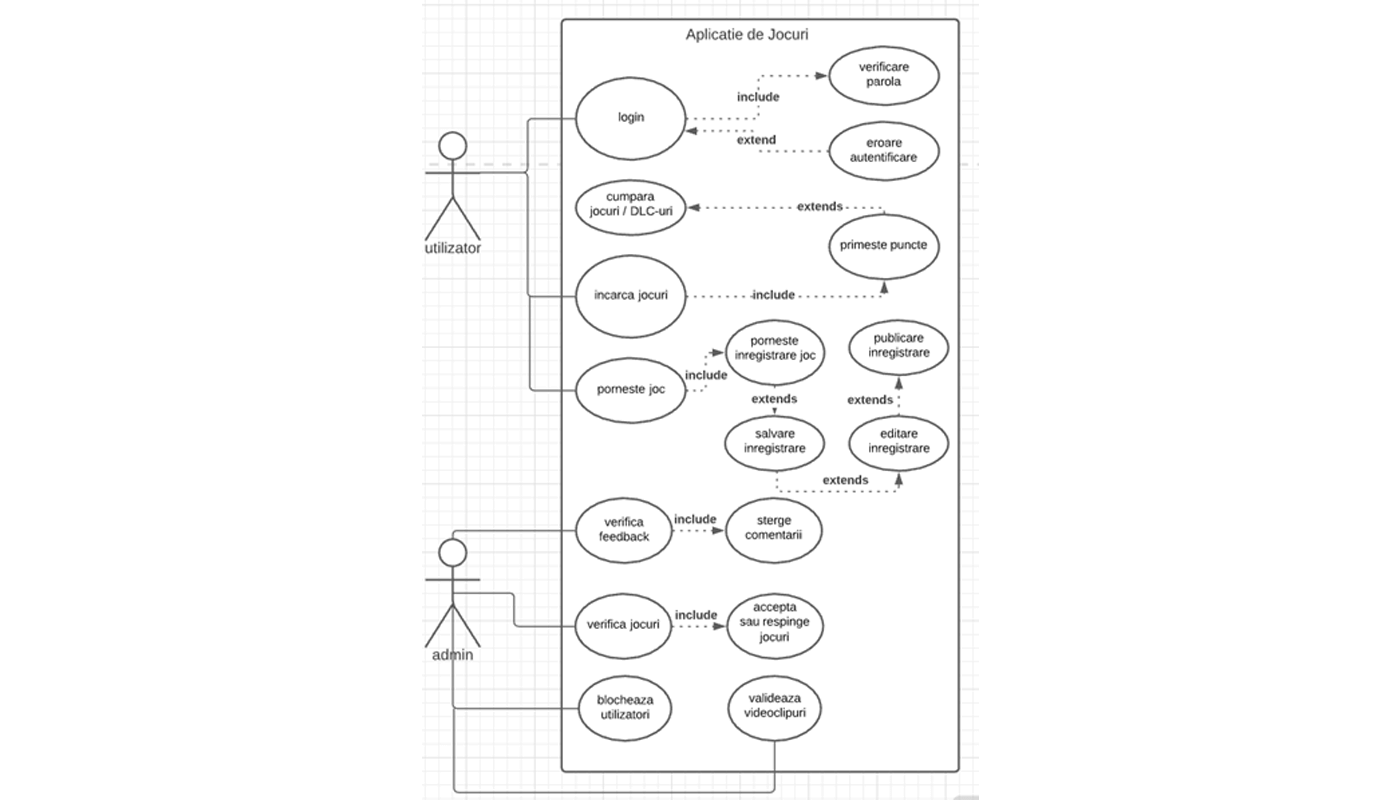 Aplicatie de Jocuri
verificare
parola
include
login
extend
eroare
autentificare
utilizator
cumpara
jocuri / DLC-uri
extends
primeste puncte
incarca jocuri
include
porneste
inregistrare joc
publicare
inregistrare
include
porneste joc
extends
extends
salvare
inregistrare
editare
inregistrare
extends
verifica
feedback
include
sterge
comentarii
admin
verifica jocuri
include
accepta
sau respinge
jocuri
blocheaza
utilizatori
valideaza
videoclipuri